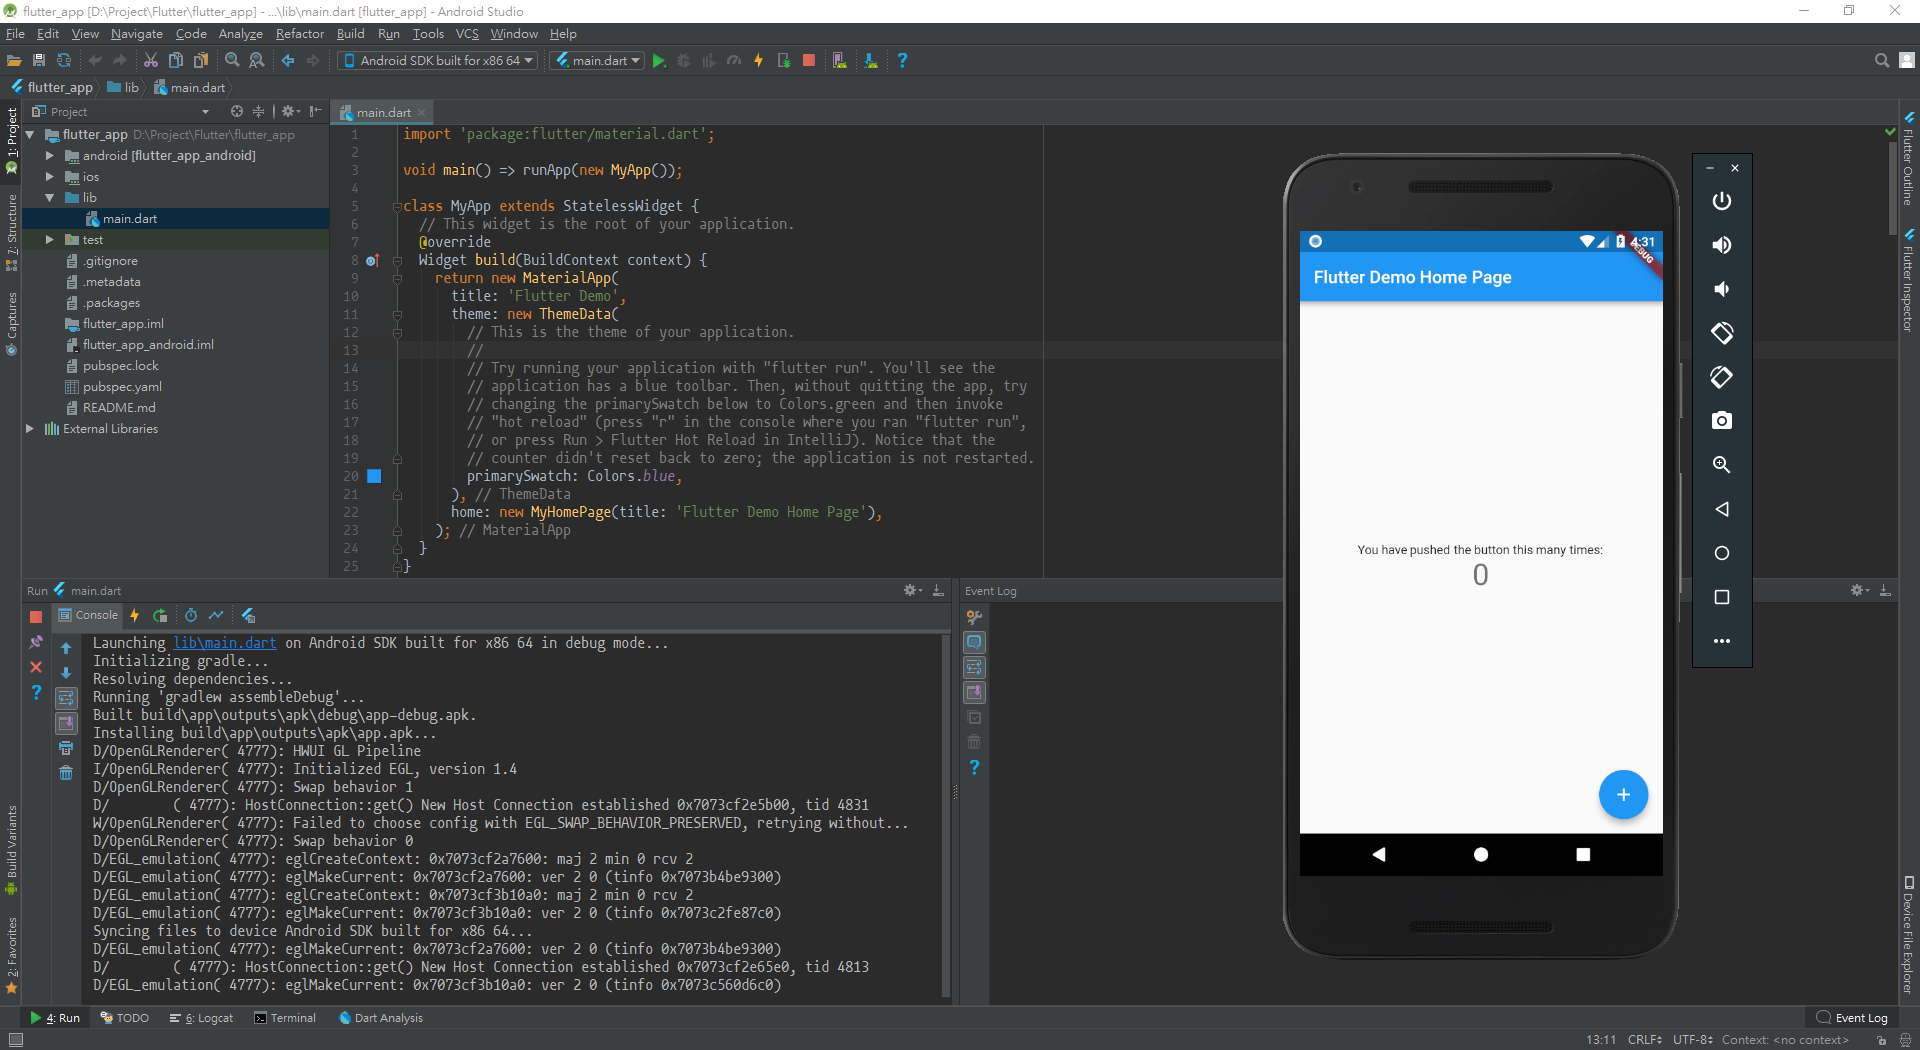 flutter_app [D:\Project\Flutter\flutter_app] - ...\lib\main.dart [flutter_app] - Android Studio
File Edit View Navigate Code Analyze Refactor Build Run Tools VCS Window Help
Android SDK built for x86 64 main.dart
flutter_app lib main.dart
1: Project
7: Structure
Captures
Build Variants
2: Favorites
Project
flutter_app D:\Project\Flutter\flutter_app
android [flutter_app_android]
ios
lib
main.dart
test
.gitignore
.metadata
.packages
flutter_app.iml
flutter_app_android.iml
pubspec.lock
pubspec.yaml
README.md
External Libraries
main.dart
1 import 'package:flutter/material.dart';
2
3 void main() => runApp(new MyApp());
4
5 class MyApp extends StatelessWidget {
6 // This widget is the root of your application.
7 @override
8 Widget build(BuildContext context) {
9 return new MaterialApp(
10 title: 'Flutter Demo',
11 theme: new ThemeData(
12 // This is the theme of your application.
13 //
14 // Try running your application with "flutter run". You'll see the
15 // application has a blue toolbar. Then, without quitting the app, try
16 // changing the primarySwatch below to Colors.green and then invoke
17 // "hot reload" (press "r" in the console where you ran "flutter run",
18 // or press Run > Flutter Hot Reload in IntelliJ). Notice that the
19 // counter didn't reset back to zero; the application is not restarted.
20 primarySwatch: Colors.blue,
21 ), // ThemeData
22 home: new MyHomePage(title: 'Flutter Demo Home Page'),
23 ); // MaterialApp
24 }
25 }
4:31
DEBUG
Flutter Demo Home Page
You have pushed the button this many times:
0
Flutter Outline
Flutter Inspector
Device File Explorer
Run main.dart
Console
Launching lib\main.dart on Android SDK built for x86 64 in debug mode...
Initializing gradle...
Resolving dependencies...
Running 'gradlew assembleDebug'...
Built build\app\outputs\apk\debug\app-debug.apk.
Installing build\app\outputs\apk\app.apk...
D/OpenGLRenderer( 4777): HWUI GL Pipeline
I/OpenGLRenderer( 4777): Initialized EGL, version 1.4
D/OpenGLRenderer( 4777): Swap behavior 1
D/ ( 4777): HostConnection::get() New Host Connection established 0x7073cf2e5b00, tid 4831
W/OpenGLRenderer( 4777): Failed to choose config with EGL_SWAP_BEHAVIOR_PRESERVED, retrying without...
D/OpenGLRenderer( 4777): Swap behavior 0
D/EGL_emulation( 4777): eglCreateContext: 0x7073cf2a7600: maj 2 min 0 rcv 2
D/EGL_emulation( 4777): eglMakeCurrent: 0x7073cf2a7600: ver 2 0 (tinfo 0x7073b4be9300)
D/EGL_emulation( 4777): eglCreateContext: 0x7073cf3b10a0: maj 2 min 0 rcv 2
D/EGL_emulation( 4777): eglMakeCurrent: 0x7073cf3b10a0: ver 2 0 (tinfo 0x7073c2fe87c0)
Syncing files to device Android SDK built for x86 64...
D/EGL_emulation( 4777): eglMakeCurrent: 0x7073cf2a7600: ver 2 0 (tinfo 0x7073b4be9300)
D/ ( 4777): HostConnection::get() New Host Connection established 0x7073cf2e65e0, tid 4813
D/EGL_emulation( 4777): eglMakeCurrent: 0x7073cf3b10a0: ver 2 0 (tinfo 0x7073c560d6c0)
Event Log
4: Run TODO 6: Logcat Terminal Dart Analysis Event Log
13:11 CRLF UTF-8 Context: <no context>